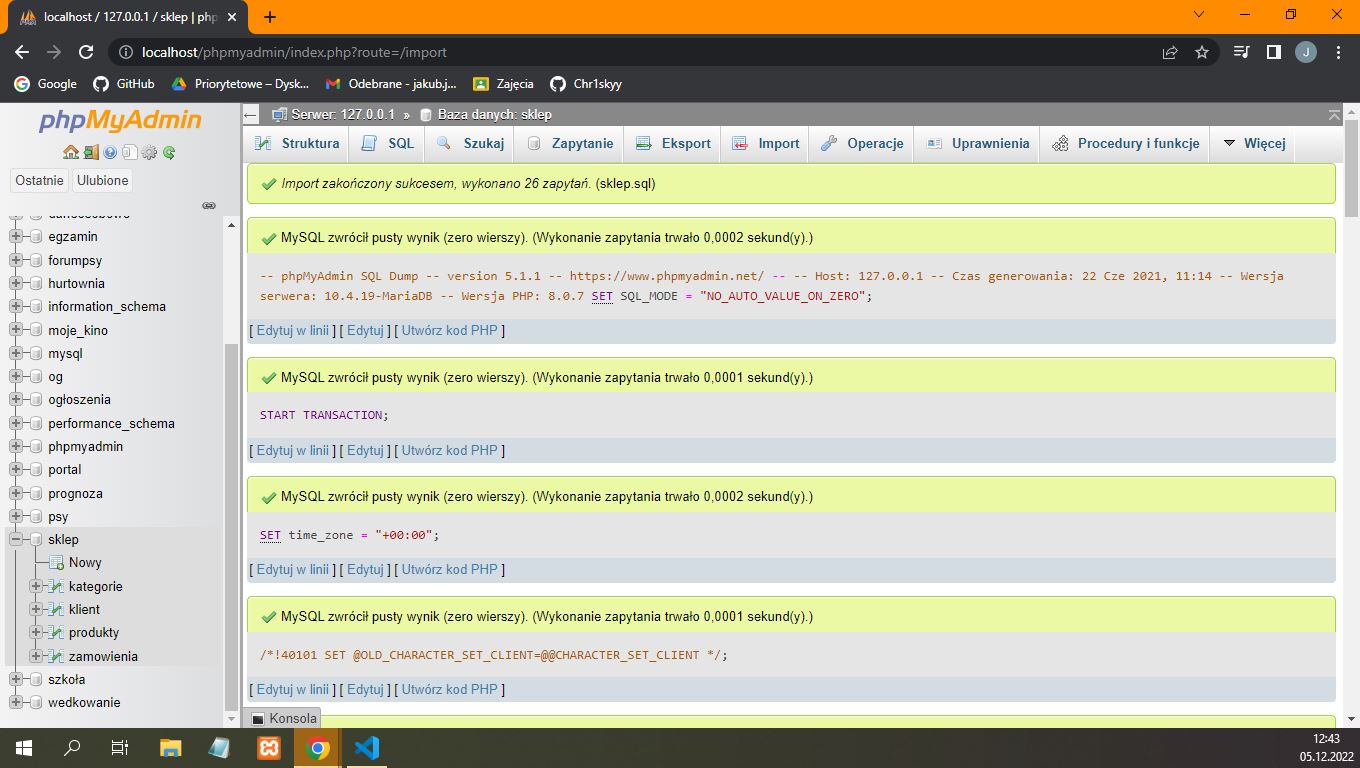 localhost / 127.0.0.1 / sklep | php
localhost/phpmyadmin/index.php?route=/import
J
Google
GitHub
Priorytetowe – Dysk...
Odebrane - jakub.j...
Zajęcia
Chr1skyy
phpMyAdmin
Ostatnie
Ulubione
egzamin
forumpsy
hurtownia
information_schema
moje_kino
mysql
og
ogłoszenia
performance_schema
phpmyadmin
portal
prognoza
psy
sklep
Nowy
kategorie
klient
produkty
zamowienia
szkoła
wedkowanie
Serwer: 127.0.0.1 » Baza danych: sklep
Struktura
SQL
Szukaj
Zapytanie
Eksport
Import
Operacje
Uprawnienia
Procedury i funkcje
Więcej
Import zakończony sukcesem, wykonano 26 zapytań. (sklep.sql)
MySQL zwrócił pusty wynik (zero wierszy). (Wykonanie zapytania trwało 0,0002 sekund(y).)
-- phpMyAdmin SQL Dump -- version 5.1.1 -- https://www.phpmyadmin.net/ -- -- Host: 127.0.0.1 -- Czas generowania: 22 Cze 2021, 11:14 -- Wersja
serwera: 10.4.19-MariaDB -- Wersja PHP: 8.0.7 SET SQL_MODE = "NO_AUTO_VALUE_ON_ZERO";
[ Edytuj w linii ] [ Edytuj ] [ Utwórz kod PHP ]
MySQL zwrócił pusty wynik (zero wierszy). (Wykonanie zapytania trwało 0,0001 sekund(y).)
START TRANSACTION;
[ Edytuj w linii ] [ Edytuj ] [ Utwórz kod PHP ]
MySQL zwrócił pusty wynik (zero wierszy). (Wykonanie zapytania trwało 0,0002 sekund(y).)
SET time_zone = "+00:00";
[ Edytuj w linii ] [ Edytuj ] [ Utwórz kod PHP ]
MySQL zwrócił pusty wynik (zero wierszy). (Wykonanie zapytania trwało 0,0001 sekund(y).)
/*!40101 SET @OLD_CHARACTER_SET_CLIENT=@@CHARACTER_SET_CLIENT */;
[ Edytuj w linii ] [ Edytuj ] [ Utwórz kod PHP ]
Konsola
12:43
05.12.2022